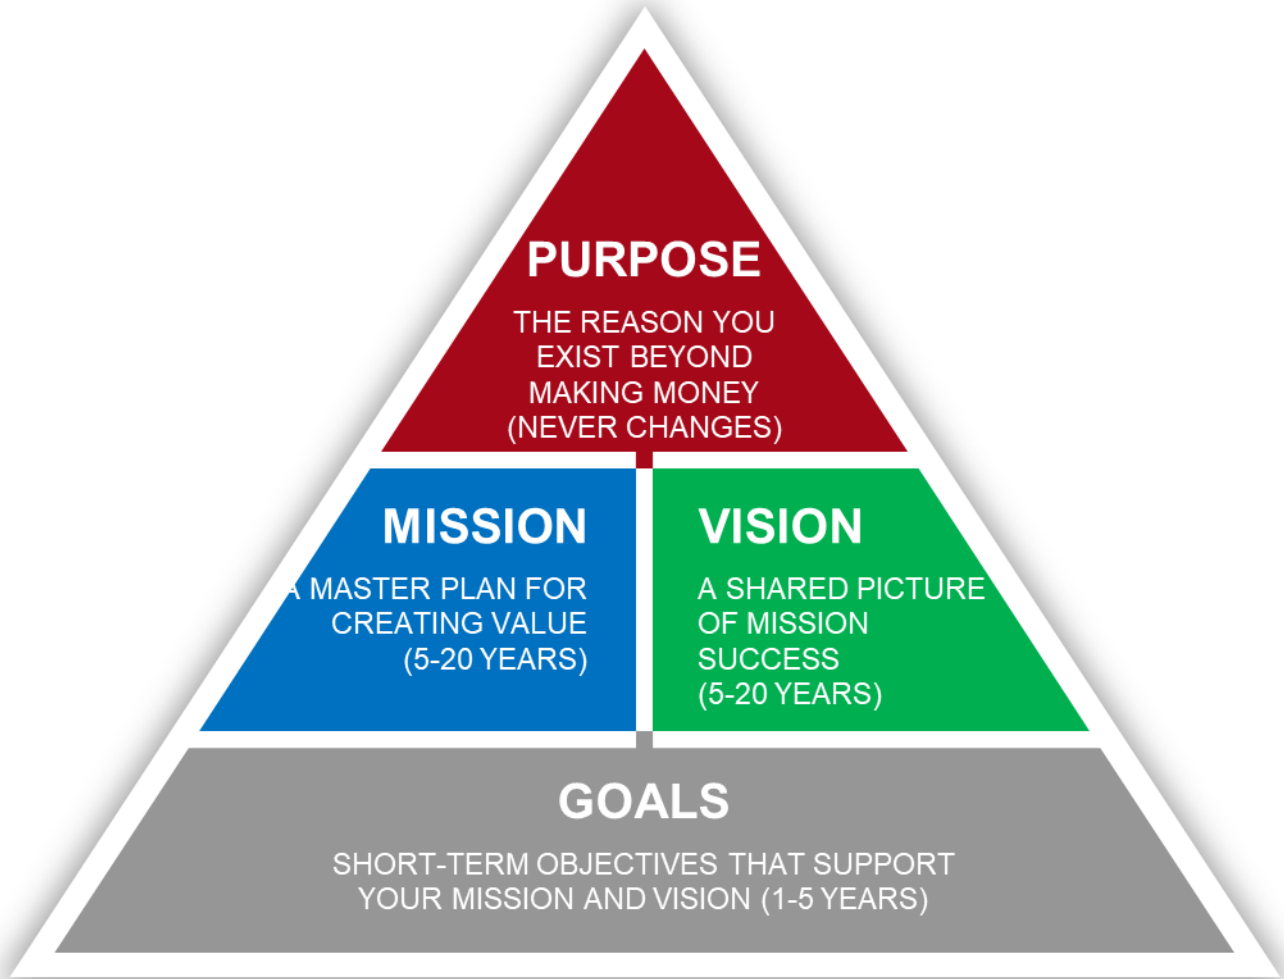 PURPOSE
THE REASON YOU
EXIST BEYOND
MAKING MONEY
(NEVER CHANGES)
MISSION
A MASTER PLAN FOR
CREATING VALUE
(5-20 YEARS)
VISION
A SHARED PICTURE
OF MISSION
SUCCESS
(5-20 YEARS)
GOALS
SHORT-TERM OBJECTIVES THAT SUPPORT
YOUR MISSION AND VISION (1-5 YEARS)